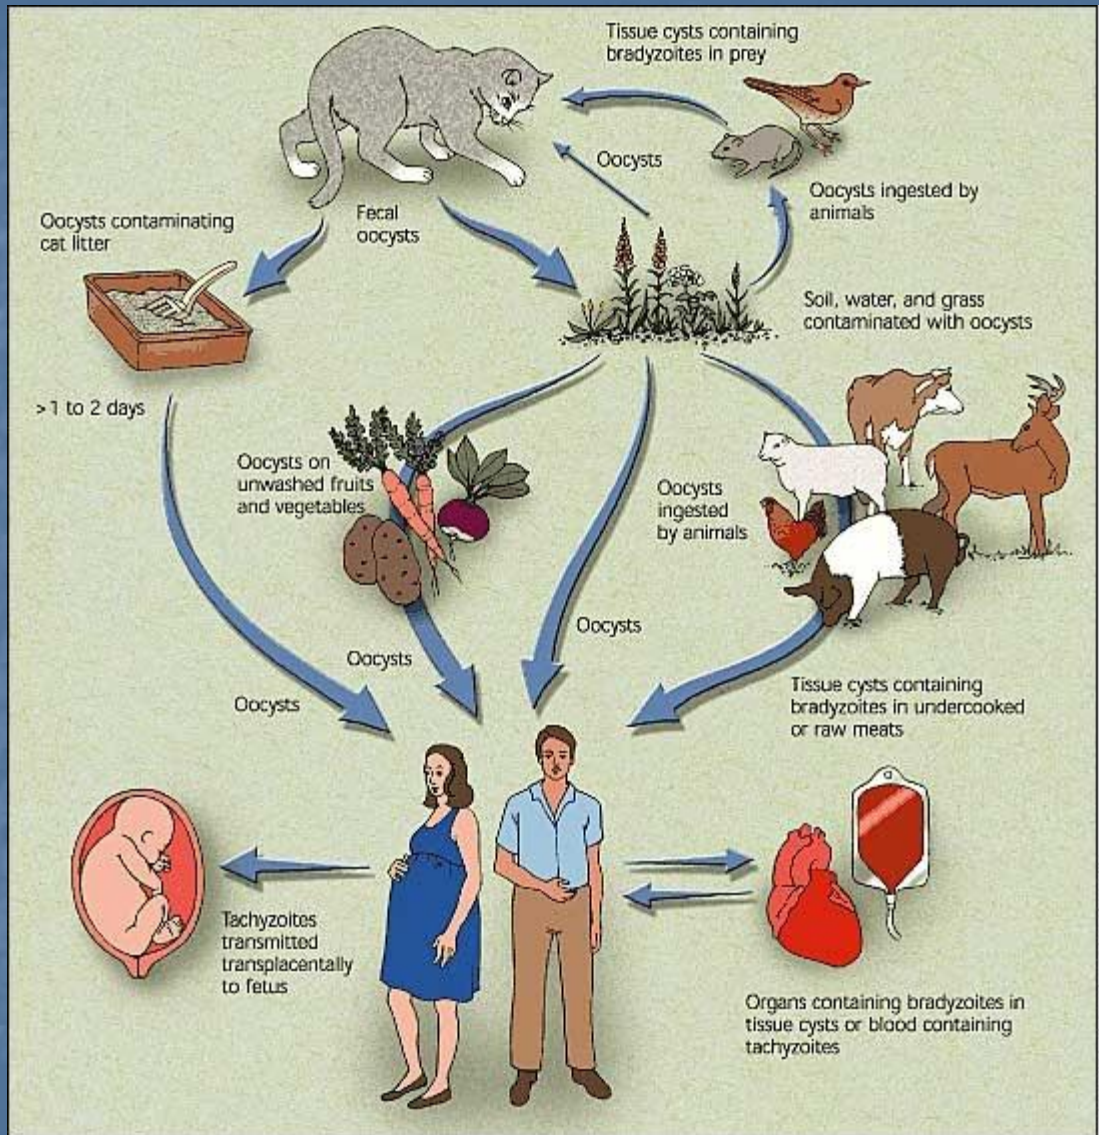 Tissue cysts containing
bradyzoites in prey
Oocysts
Oocysts ingested by
animals
Oocysts contaminating
cat litter
Fecal
oocysts
Soil, water, and grass
contaminated with oocysts
>1 to 2 days
Oocysts on
unwashed fruits
and vegetables
Oocysts
ingested
by animals
Oocysts
Oocysts
Oocysts
Tissue cysts containing
bradyzoites in undercooked
or raw meats
Tachyzoites
transmitted
transplacentally
to fetus
Organs containing bradyzoites in
tissue cysts or blood containing
tachyzoites